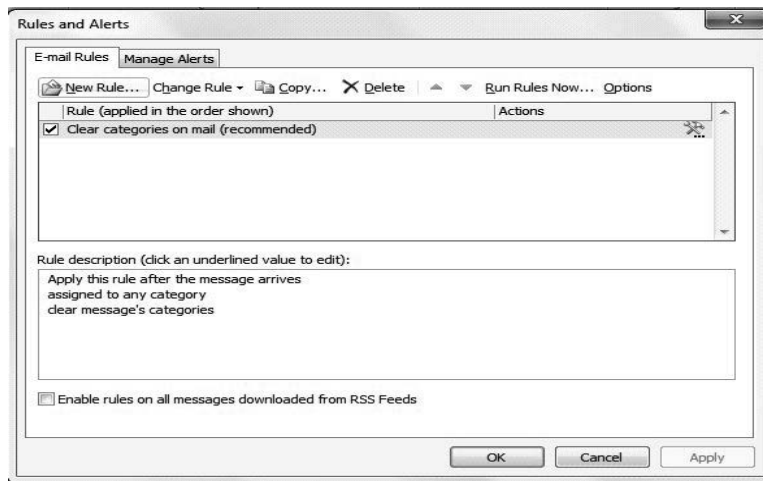 Rules and Alerts
E-mail Rules Manage Alerts
New Rule... Change Rule Copy... Delete Run Rules Now... Options
Rule (applied in the order shown) Actions
Clear categories on mail (recommended)
Rule description (click an underlined value to edit):
Apply this rule after the message arrives
assigned to any category
clear message's categories
Enable rules on all messages downloaded from RSS Feeds
OK Cancel Apply